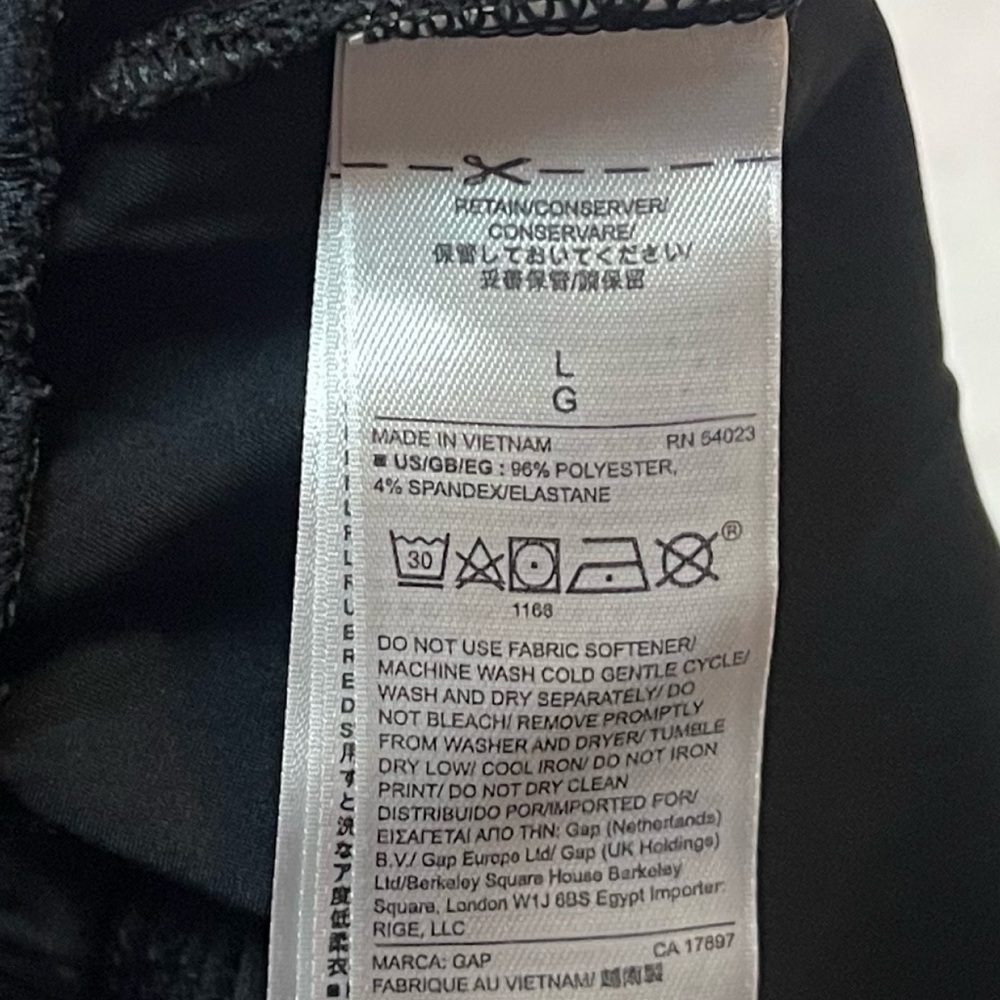 RETAIN/CONSERVER/
CONSERVARE/
保管しておいてください/
妥善保管/請保留
L
G
MADE IN VIETNAM RN 54023
US/GB/EG : 96% POLYESTER,
4% SPANDEX/ELASTANE
30
®
1168
DO NOT USE FABRIC SOFTENER/
MACHINE WASH COLD GENTLE CYCLE/
WASH AND DRY SEPARATELY/ DO
NOT BLEACH/ REMOVE PROMPTLY
FROM WASHER AND DRYER/ TUMBLE
DRY LOW/ COOL IRON/ DO NOT IRON
PRINT/ DO NOT DRY CLEAN
DISTRIBUIDO POR/IMPORTED FOR/
ΕΙΣΑΓΕΤΑΙ ΑΠΟ ΤΗΝ: Gap (Netherlands)
B.V./ Gap Europe Ltd/ Gap (UK Holdings)
Ltd/Berkeley Square House Berkeley
Square, London W1J 6BS Egypt Importer:
RIGE, LLC
MARCA: GAP CA 17897
FABRIQUE AU VIETNAM/ 越南製